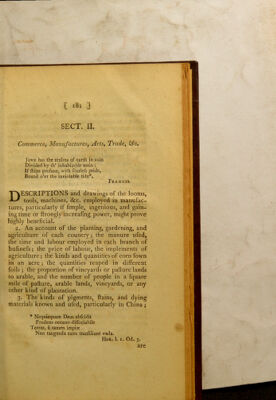 [ 181 ]
SECT. II.
Commerce, Manufactures, Arts, Trade, &c.
Jove has the realms of earth in vain
Divided by th' inhabitable main ;
If ships profane, with fearless pride,
Bound o'er the inviolable tide*.
FRANCIS.
DESCRIPTIONS and drawings of the looms,
tools, machines, &c. employed in manufac-
tures, particularly if simple, ingenious, and gain-
ing time or strongly increasing power, might prove
highly beneficial.
2. An account of the planting, gardening, and
agriculture of each country; the manure used,
the time and labour employed in each branch of
business; the price of labour, the implements of
agriculture; the kinds and quantities of corn sown
in an acre; the quantities reaped in different
soils; the proportion of vineyards or pasture lands
to arable, and the number of people in a square
mile of pasture, arable lands, vineyards, or any
other kind of plantation.
3. The kinds of pigments, stains, and dying
materials known and used, particularly in China;
* Nequicquam Deus abscidit
Prudens oceano dissociabili
Terras, si tamen impiæ
Non tangenda rates transiliunt vada.
HOR. l. 1. Od. 3.
are